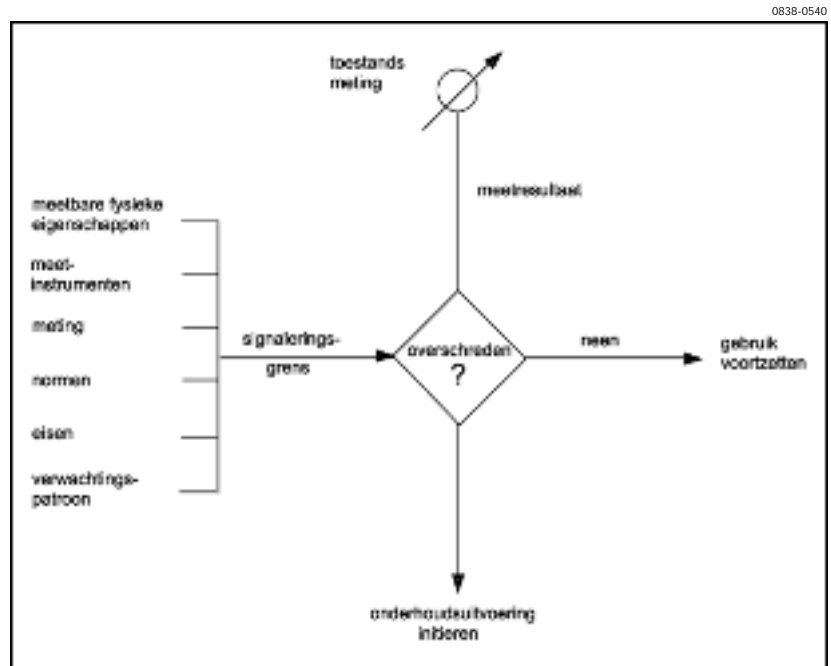 0838-0540
toestands
meting
meetresultaat
meetbare fysieke
eigenschappen
meet-
instrumenten
meting
normen
eisen
verwachtings-
patroon
signalerings-
grens
overschreden
?
neen
gebruik
voortzetten
onderhoudsuitvoering
initieren